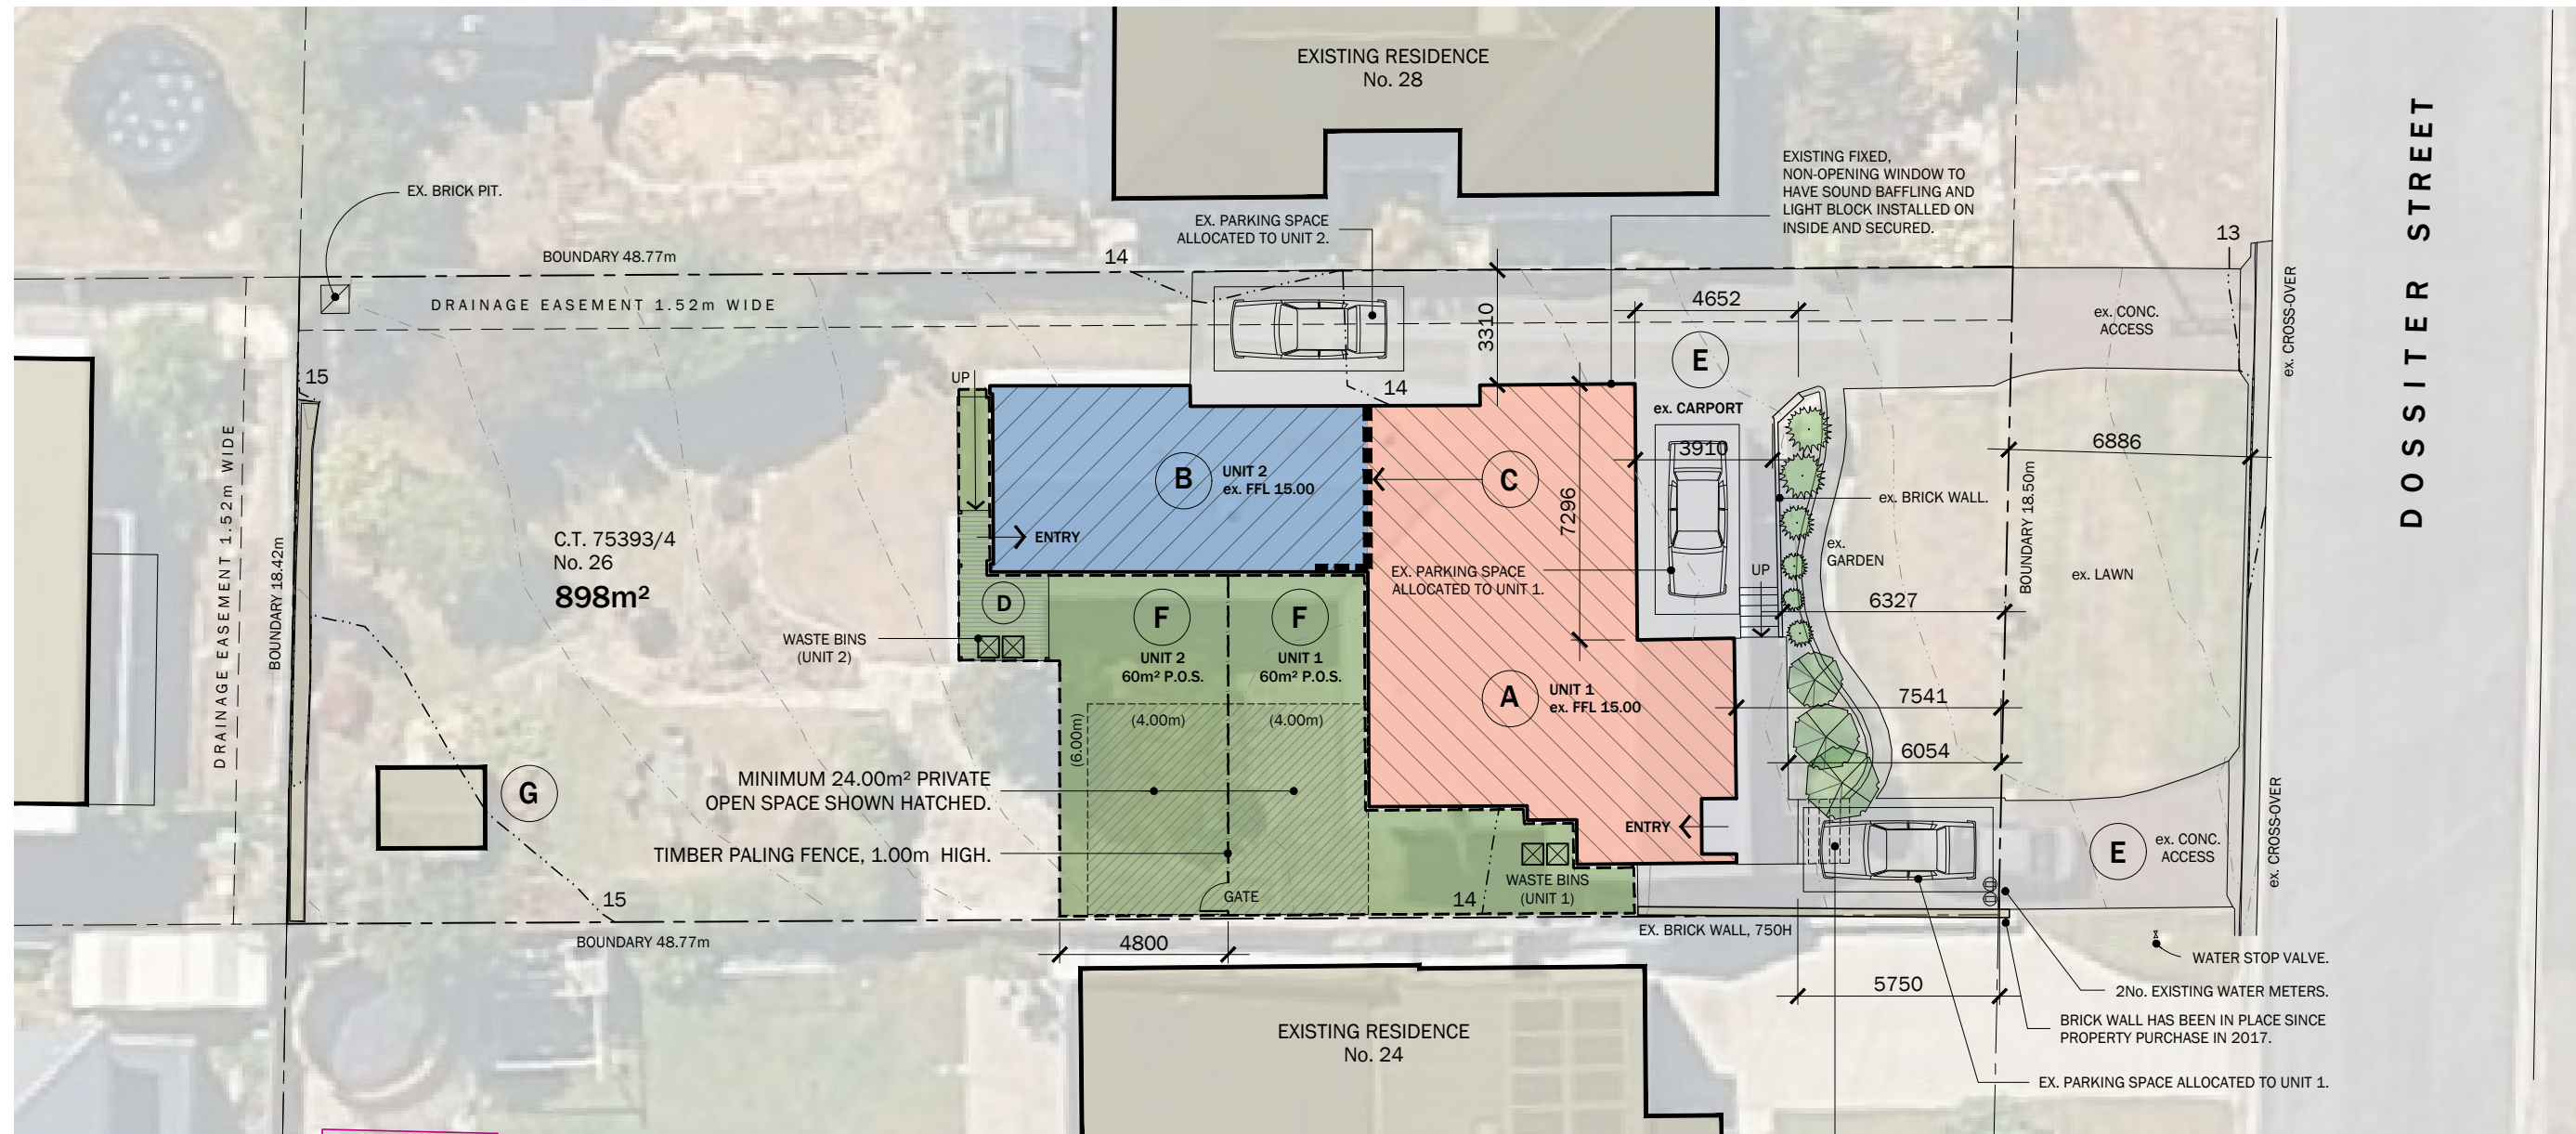 EXISTING RESIDENCE
No. 28
DOSSITER STREET
EXISTING FIXED,
NON-OPENING WINDOW TO
HAVE SOUND BAFFLING AND
LIGHT BLOCK INSTALLED ON
INSIDE AND SECURED.
EX. BRICK PIT.
EX. PARKING SPACE
ALLOCATED TO UNIT 2.
13
BOUNDARY 48.77m
14
DRAINAGE EASEMENT 1.52m WIDE
3310
4652
ex. CONC.
ACCESS
ex. CROSS-OVER
E
15
UP
14
ex. CARPORT
3910
6886
B
UNIT 2
ex. FFL 15.00
C
7296
ex. BRICK WALL.
BOUNDARY 18.50m
DRAINAGE EASEMENT 1.52m WIDE
BOUNDARY 18.42m
C.T. 75393/4
No. 26
898m²
ENTRY
EX. PARKING SPACE
ALLOCATED TO UNIT 1.
UP
ex.
GARDEN
ex. LAWN
6327
D
WASTE BINS
(UNIT 2)
F
UNIT 2
60m² P.O.S.
F
UNIT 1
60m² P.O.S.
A
UNIT 1
ex. FFL 15.00
7541
(6.00m)
(4.00m)
(4.00m)
6054
G
MINIMUM 24.00m² PRIVATE
OPEN SPACE SHOWN HATCHED.
TIMBER PALING FENCE, 1.00m HIGH.
ENTRY
E
ex. CONC.
ACCESS
ex. CROSS-OVER
WASTE BINS
(UNIT 1)
GATE
15
14
BOUNDARY 48.77m
4800
EX. BRICK WALL, 750H
WATER STOP VALVE.
5750
2No. EXISTING WATER METERS.
BRICK WALL HAS BEEN IN PLACE SINCE
PROPERTY PURCHASE IN 2017.
EXISTING RESIDENCE
No. 24
EX. PARKING SPACE ALLOCATED TO UNIT 1.